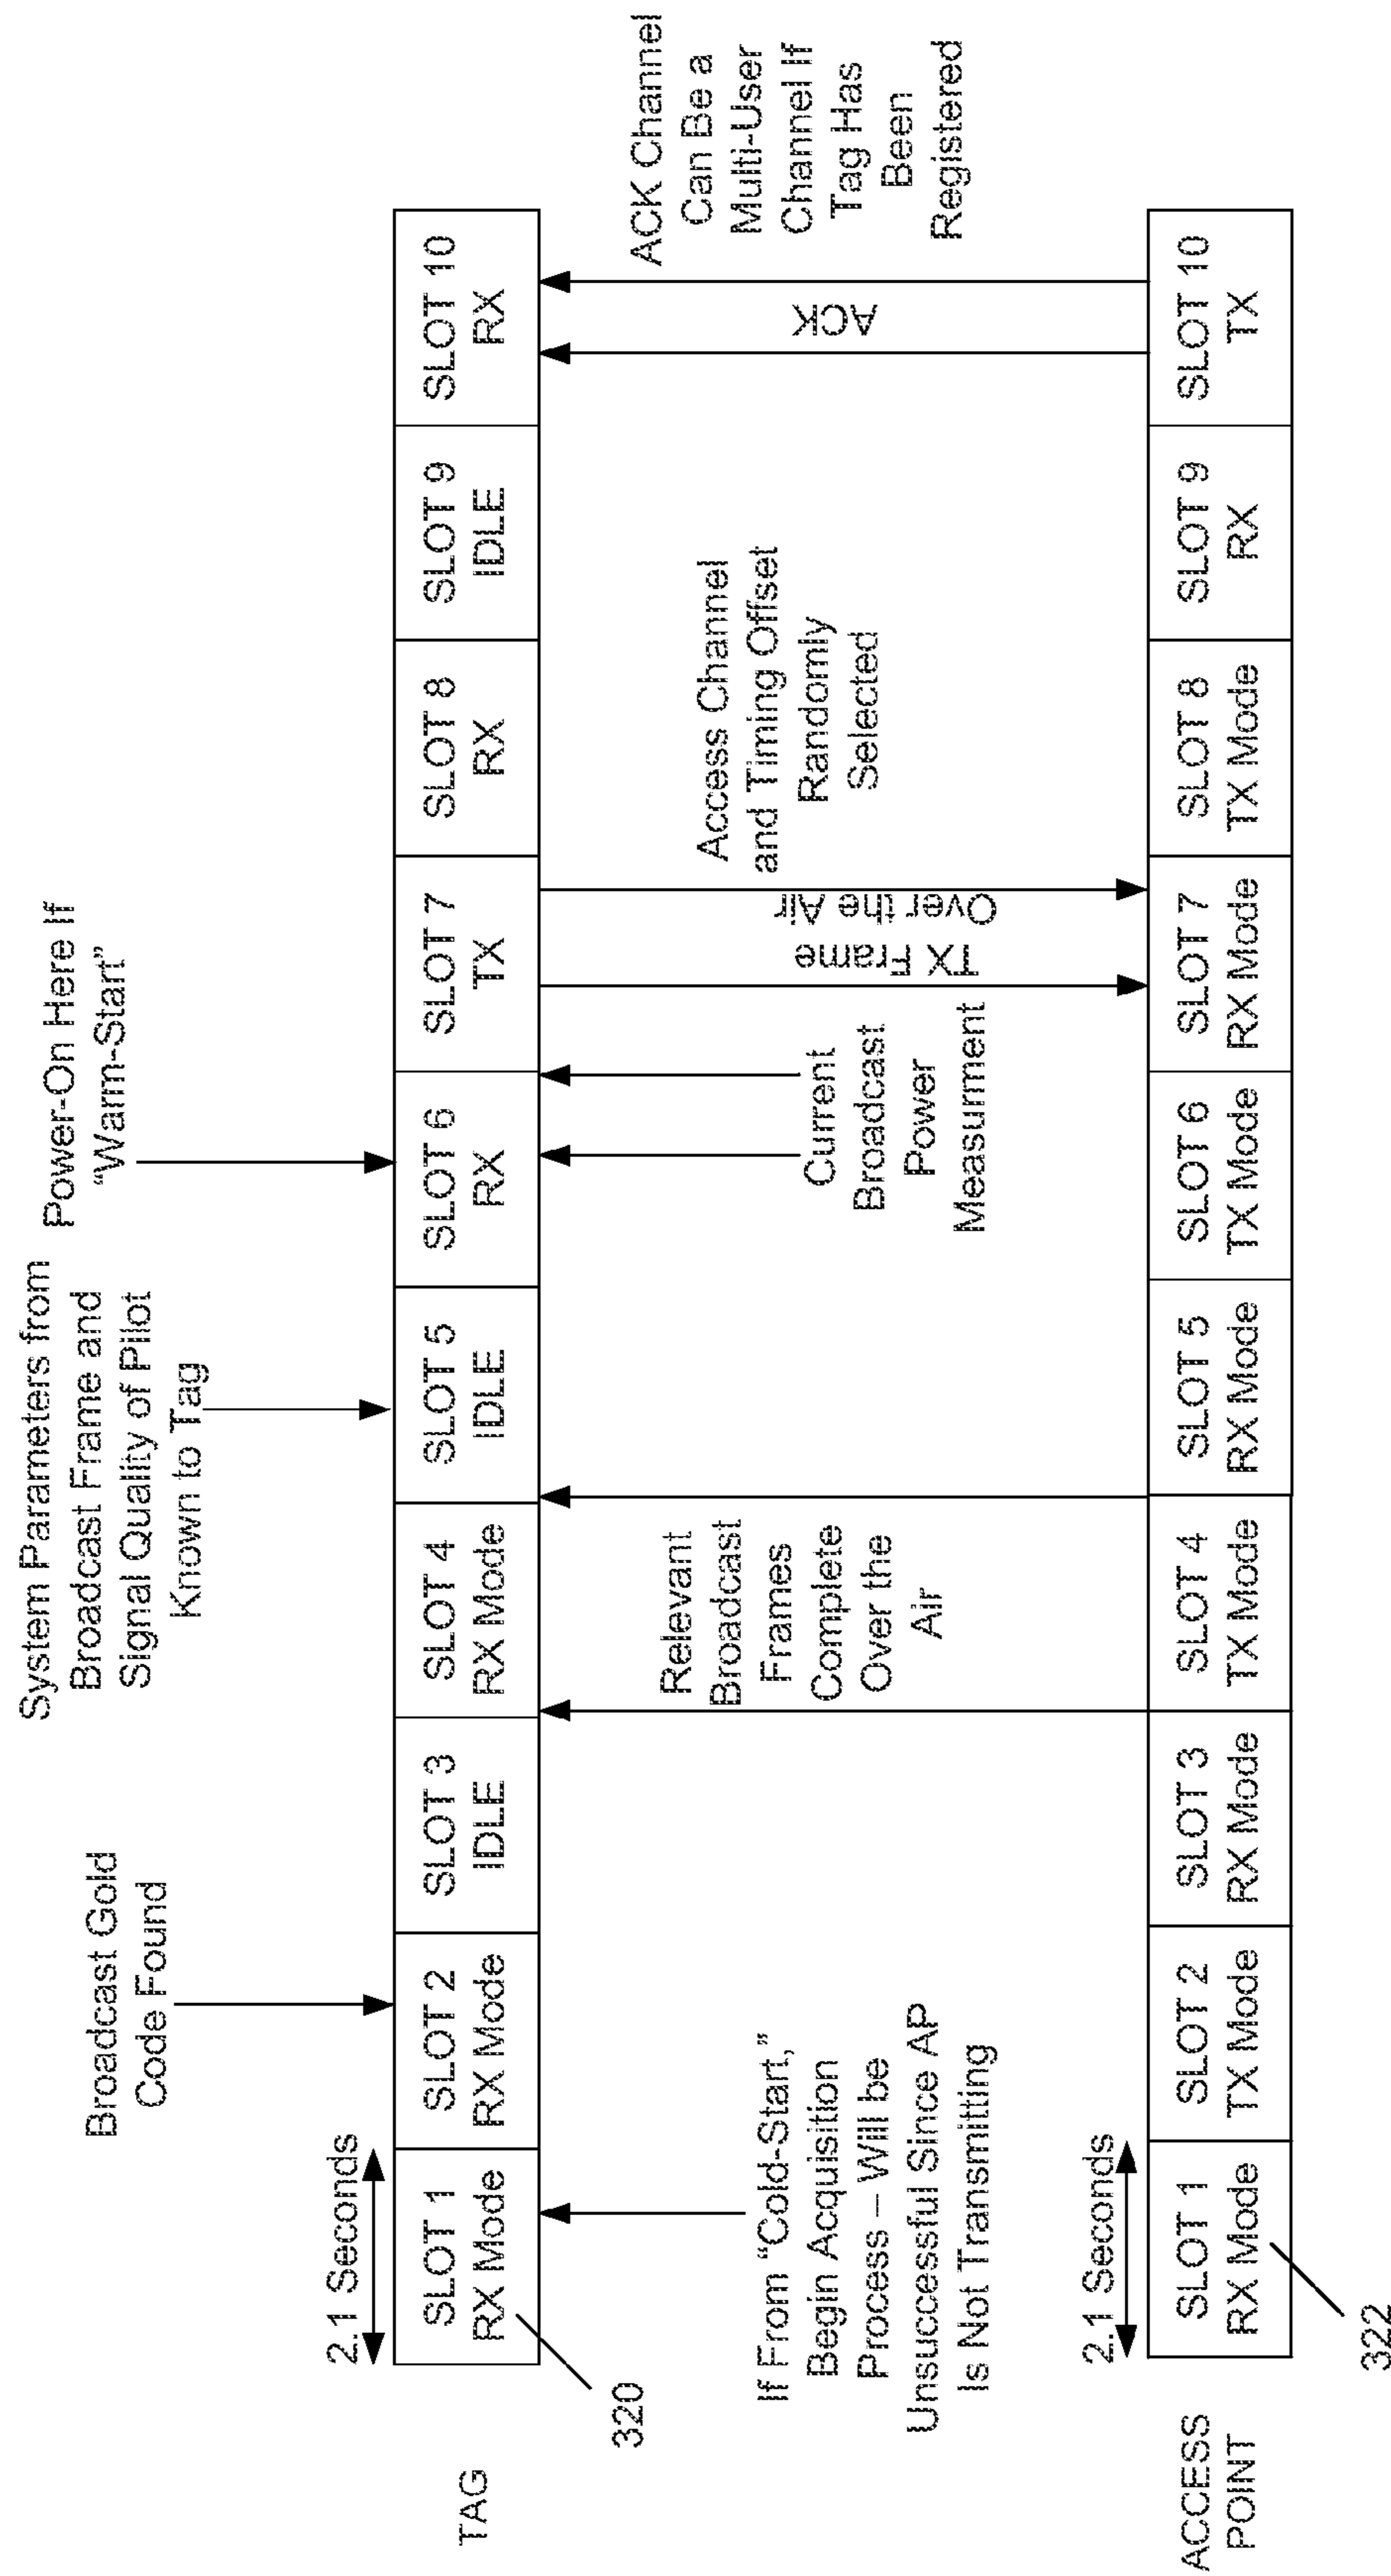 Broadcast Gold
Code Found
System Parameters from
Broadcast Frame and
Signal Quality of Pilot
Known to Tag
Power-On Here If
“Warm-Start”
2.1 Seconds
TAG
SLOT 1
RX Mode
SLOT 2
RX Mode
SLOT 3
IDLE
SLOT 4
RX Mode
SLOT 5
IDLE
SLOT 6
RX
SLOT 7
TX
SLOT 8
RX
SLOT 9
IDLE
SLOT 10
RX
320
If From “Cold-Start,”
Begin Acquisition
Process – Will be
Unsuccessful Since AP
Is Not Transmitting
Relevant
Broadcast
Frames
Complete
Over the
Air
Current
Broadcast
Power
Measurment
TX Frame
Over the Air
Access Channel
and Timing Offset
Randomly
Selected
ACK
ACK Channel
Can Be a
Multi-User
Channel If
Tag Has
Been
Registered
2.1 Seconds
ACCESS
POINT
SLOT 1
RX Mode
SLOT 2
TX Mode
SLOT 3
RX Mode
SLOT 4
TX Mode
SLOT 5
RX Mode
SLOT 6
TX Mode
SLOT 7
RX Mode
SLOT 8
TX Mode
SLOT 9
RX
SLOT 10
TX
322